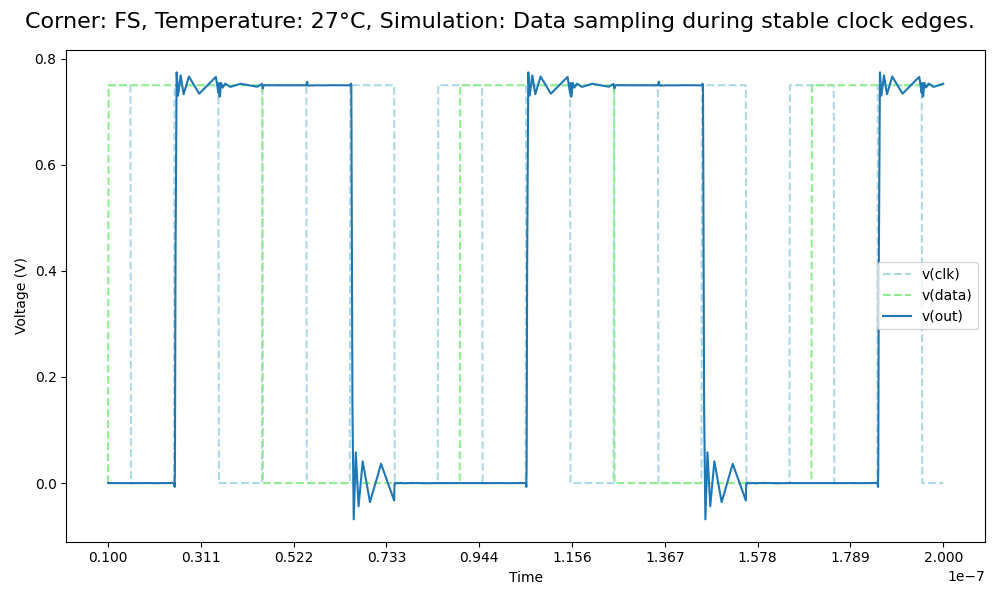 Corner: FS, Temperature: 27°C, Simulation: Data sampling during stable clock edges.
0.8
0.6
0.4
0.2
0.0
Voltage (V)
v(clk)
v(data)
v(out)
0.100 0.311 0.522 0.733 0.944 1.156 1.367 1.578 1.789 2.000
Time
1e−7